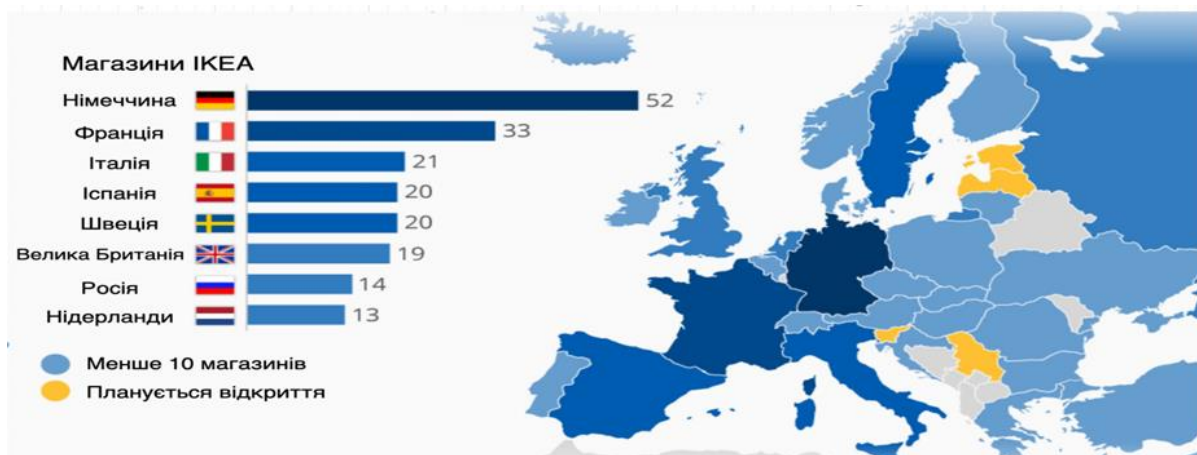 Магазини IKEA
Німеччина 52
Франція 33
Італія 21
Іспанія 20
Швеція 20
Велика Британія 19
Росія 14
Нідерланди 13
Менше 10 магазинів
Планується відкриття